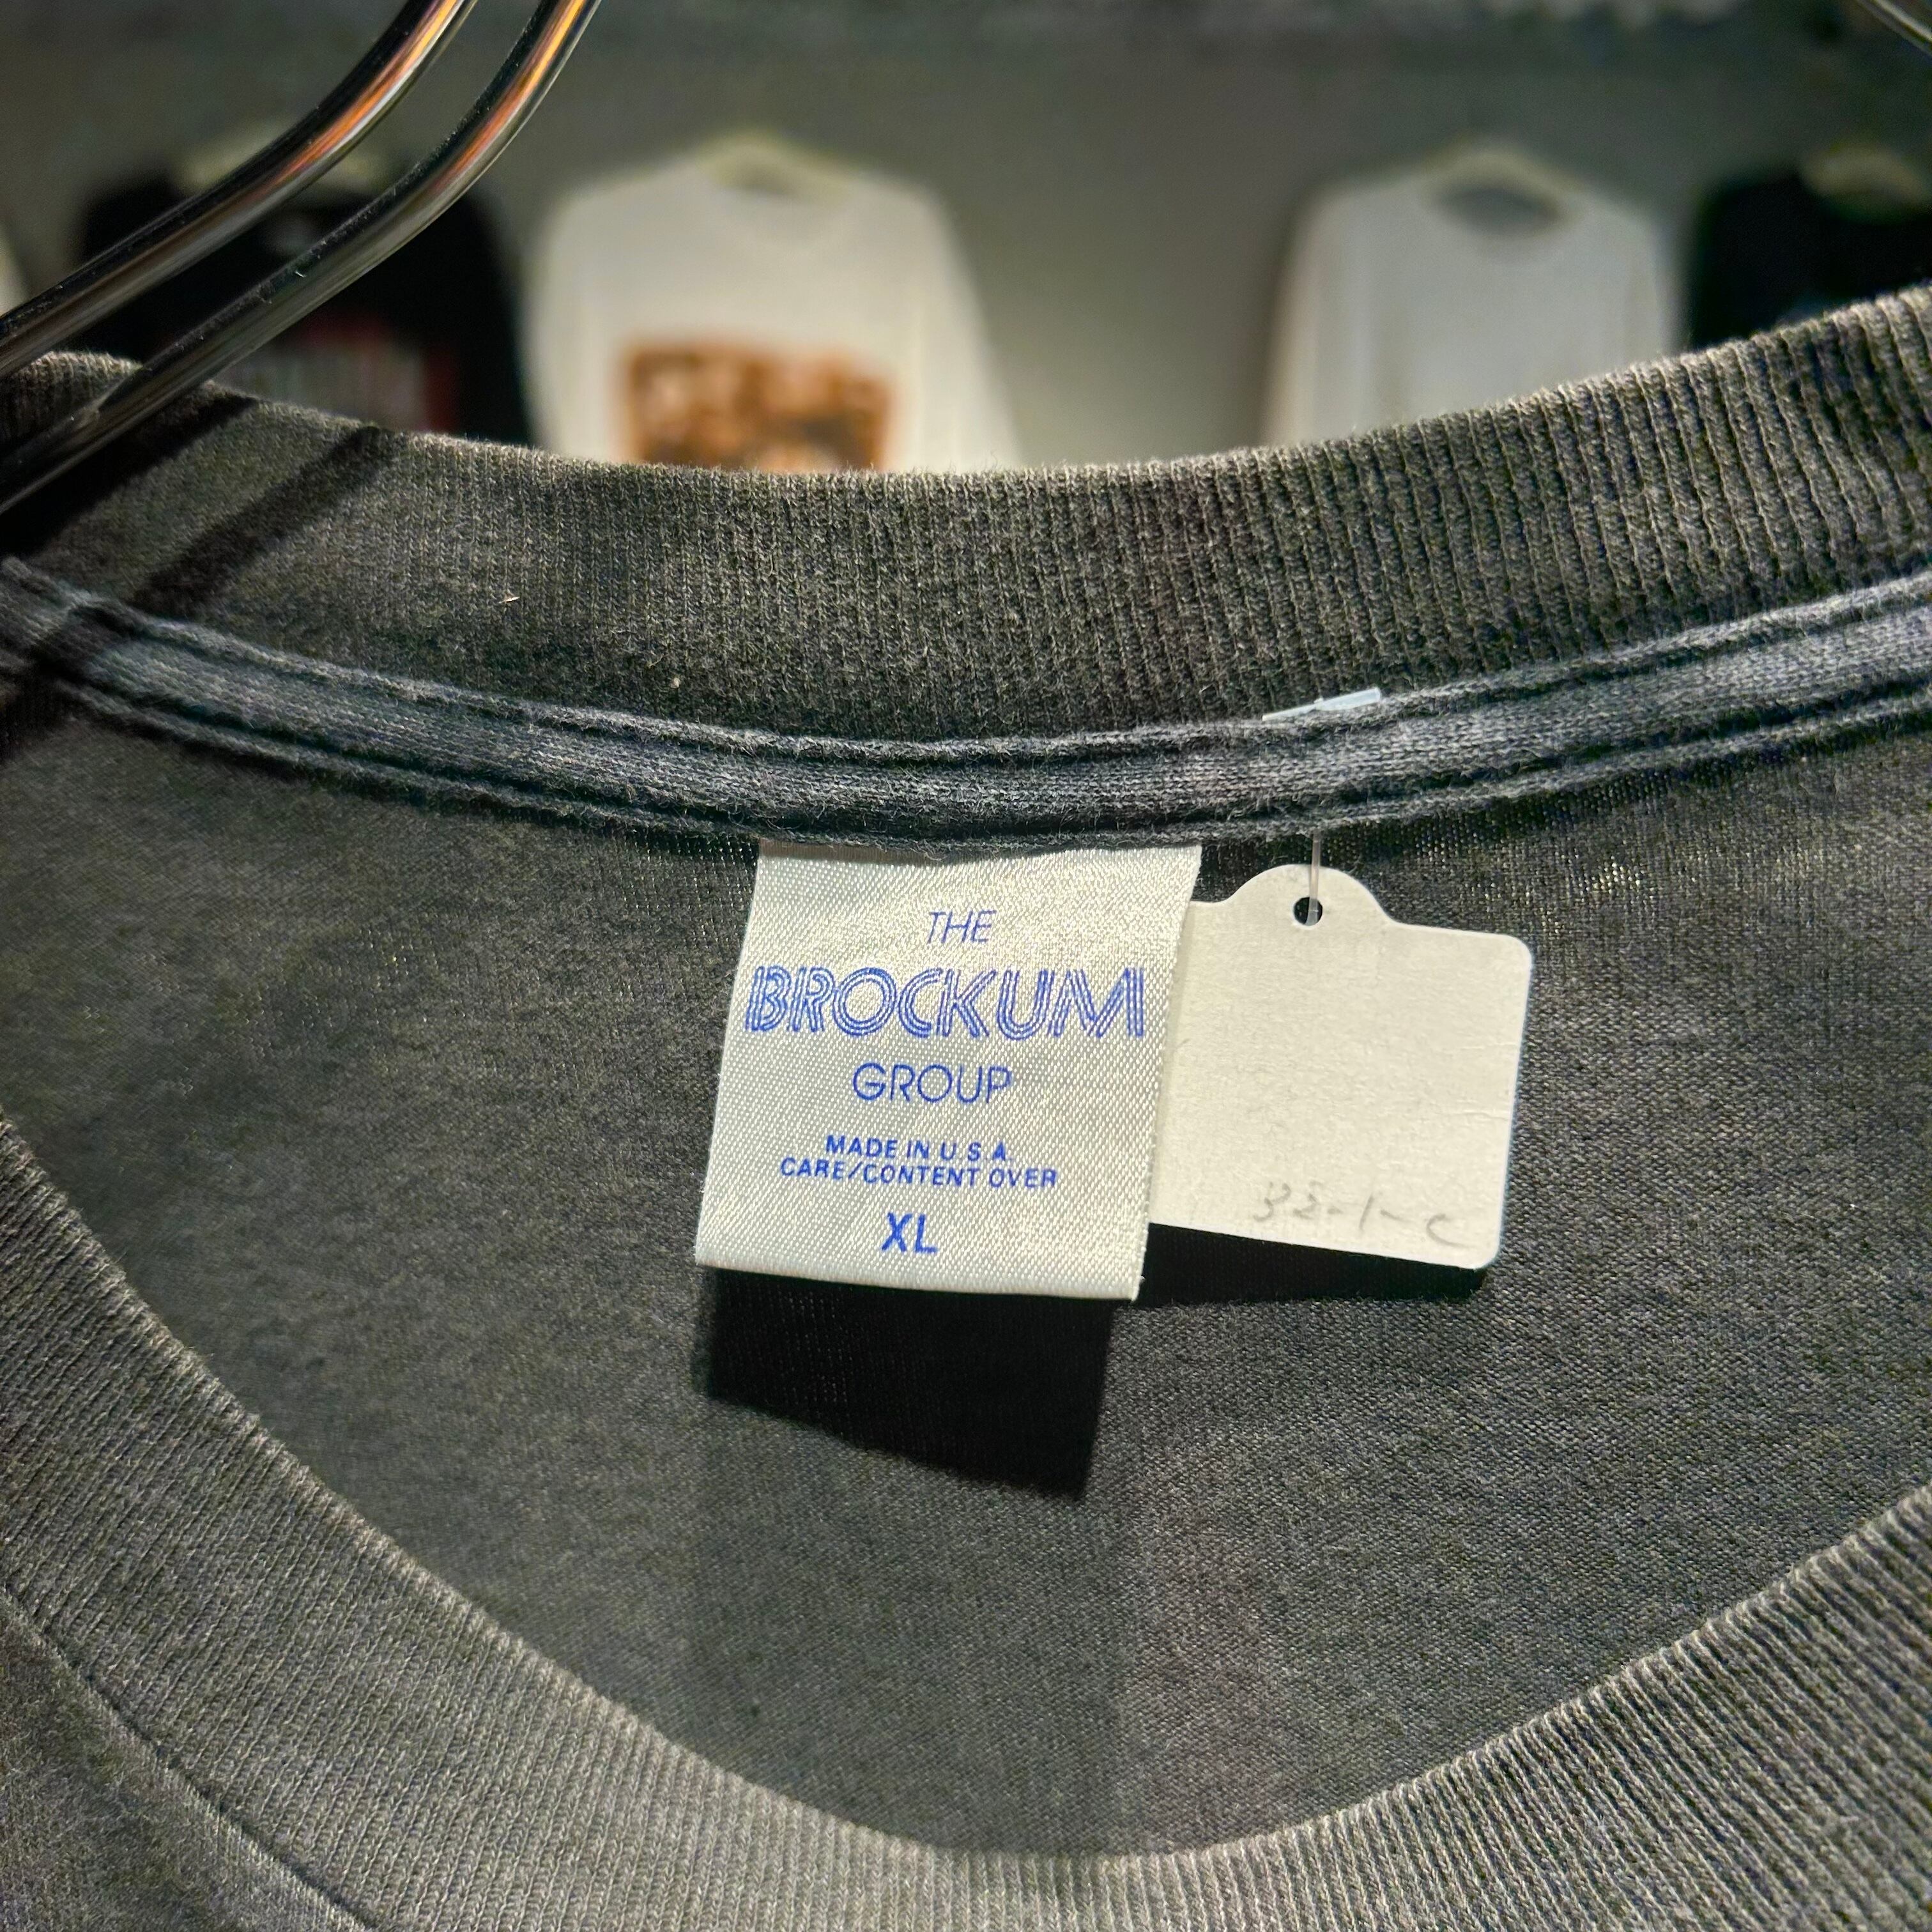 THE
BROCKUM
GROUP
MADE IN U.S.A.
CARE/CONTENT OVER
XL